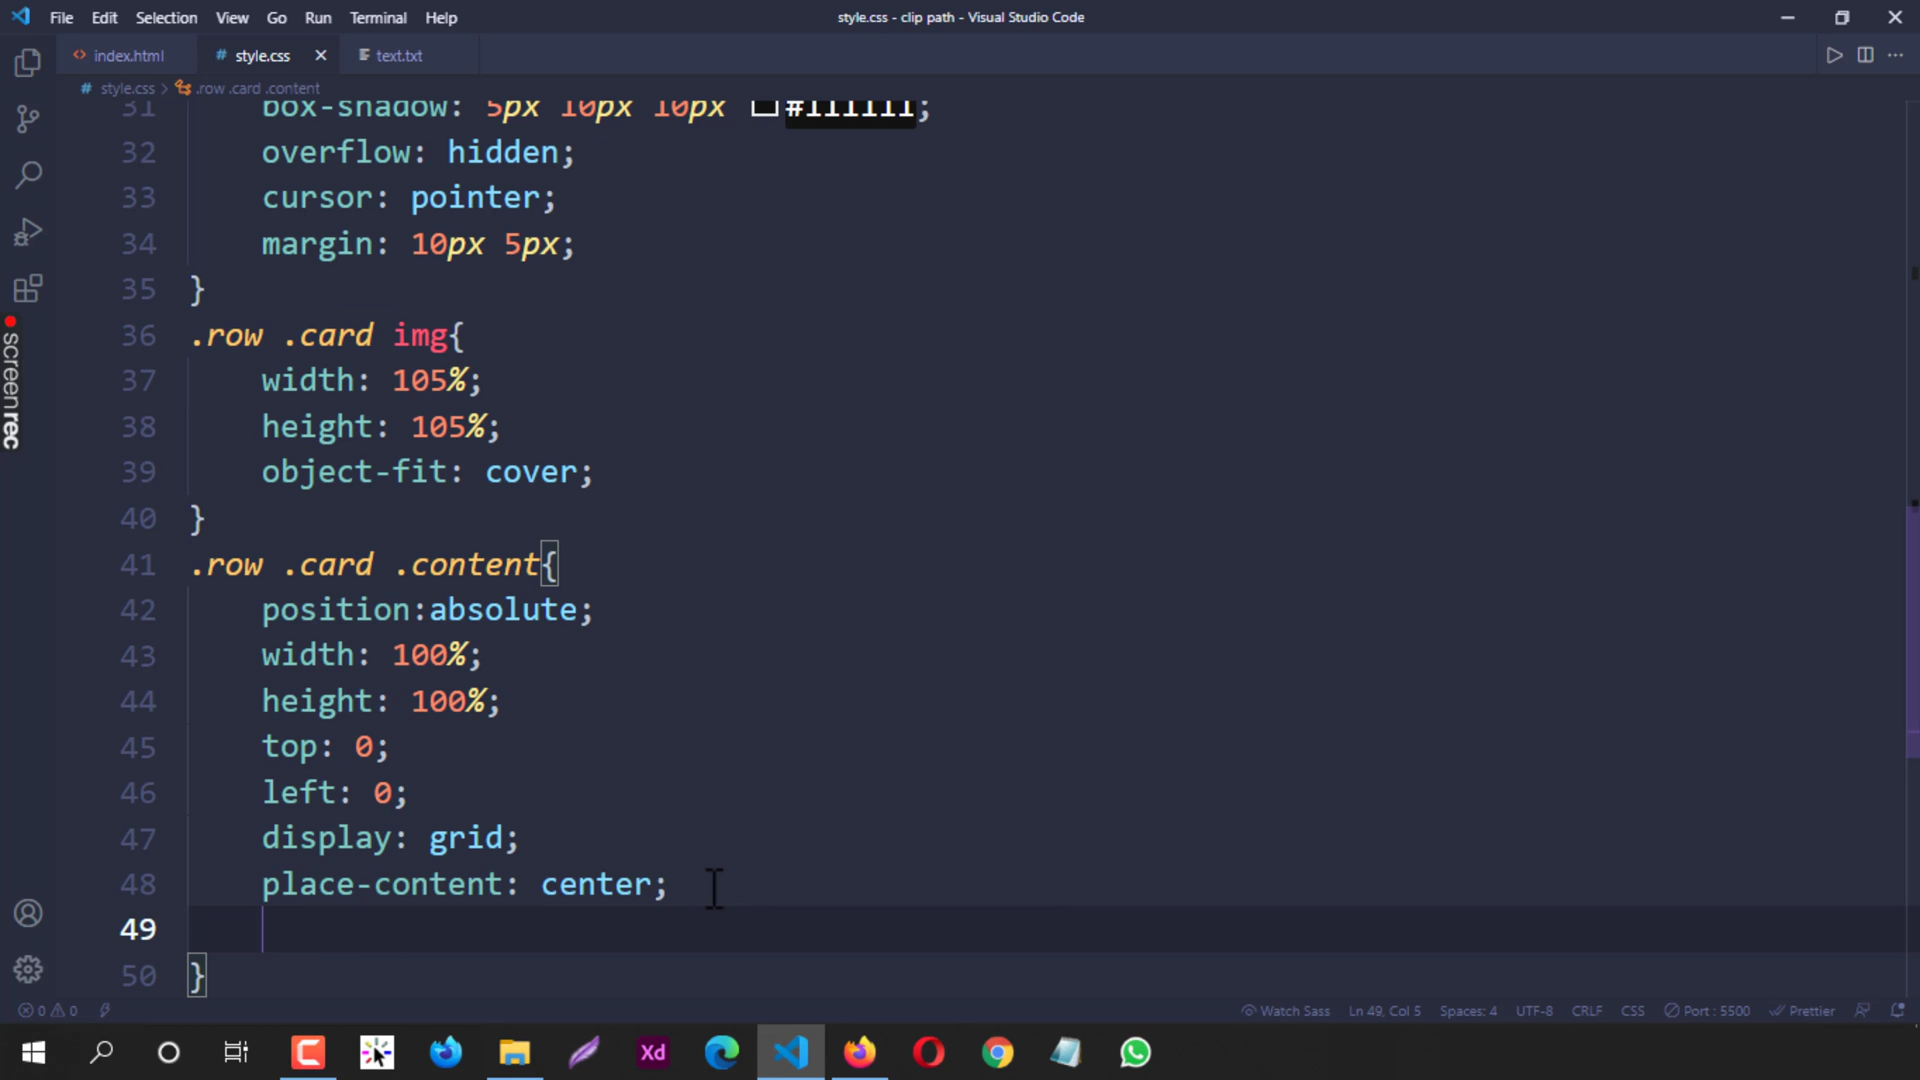 File Edit Selection View Go Run Terminal Help
style.css - clip path - Visual Studio Code
index.html
# style.css
text.txt
# style.css > .row .card .content
31 box-shadow: 5px 10px 10px #111111;
32 overflow: hidden;
33 cursor: pointer;
34 margin: 10px 5px;
35 }
36 .row .card img{
37 width: 105%;
38 height: 105%;
39 object-fit: cover;
40 }
41 .row .card .content{
42 position:absolute;
43 width: 100%;
44 height: 100%;
45 top: 0;
46 left: 0;
47 display: grid;
48 place-content: center;
49
50 }
screenrec
0 0
Watch Sass Ln 49, Col 5 Spaces: 4 UTF-8 CRLF CSS Port : 5500 Prettier
Xd